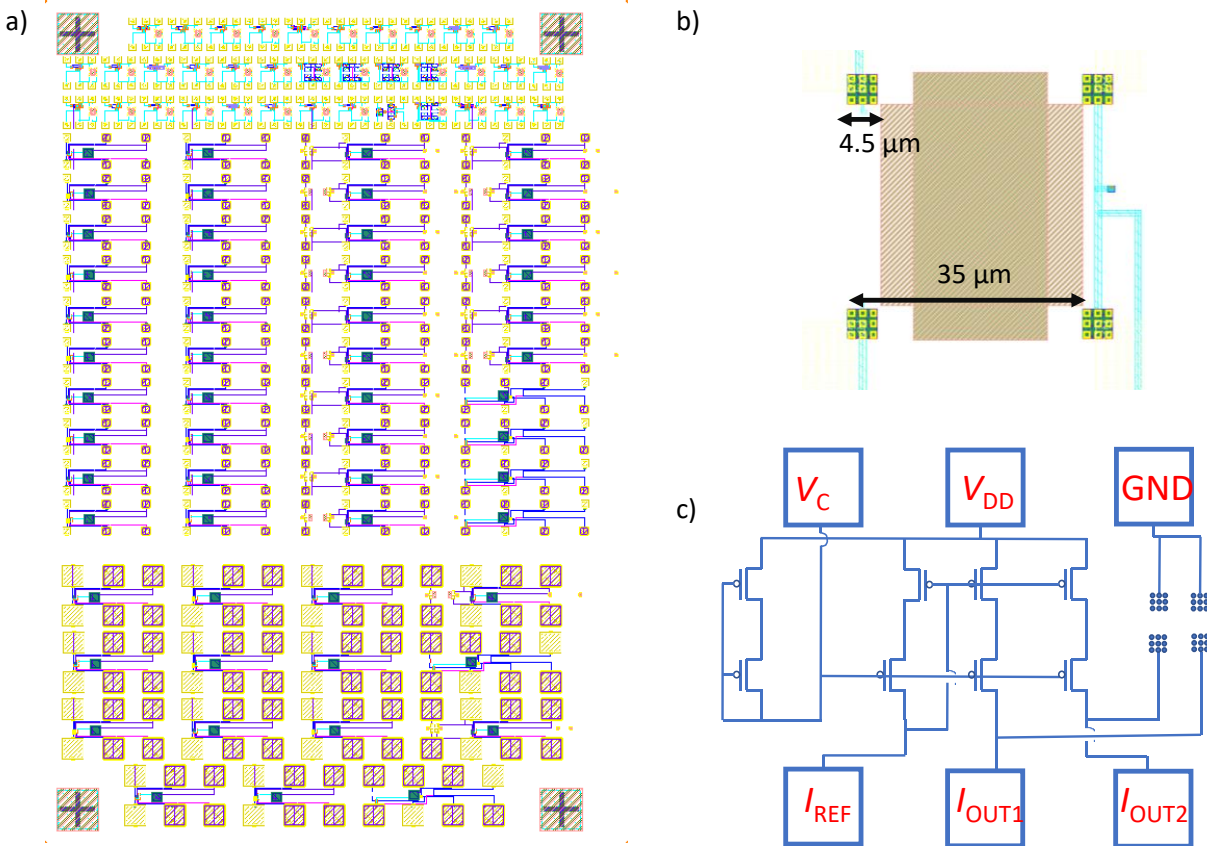 a)
b)
4.5 µm
35 µm
c)
VC
VDD
GND
IREF
IOUT1
IOUT2